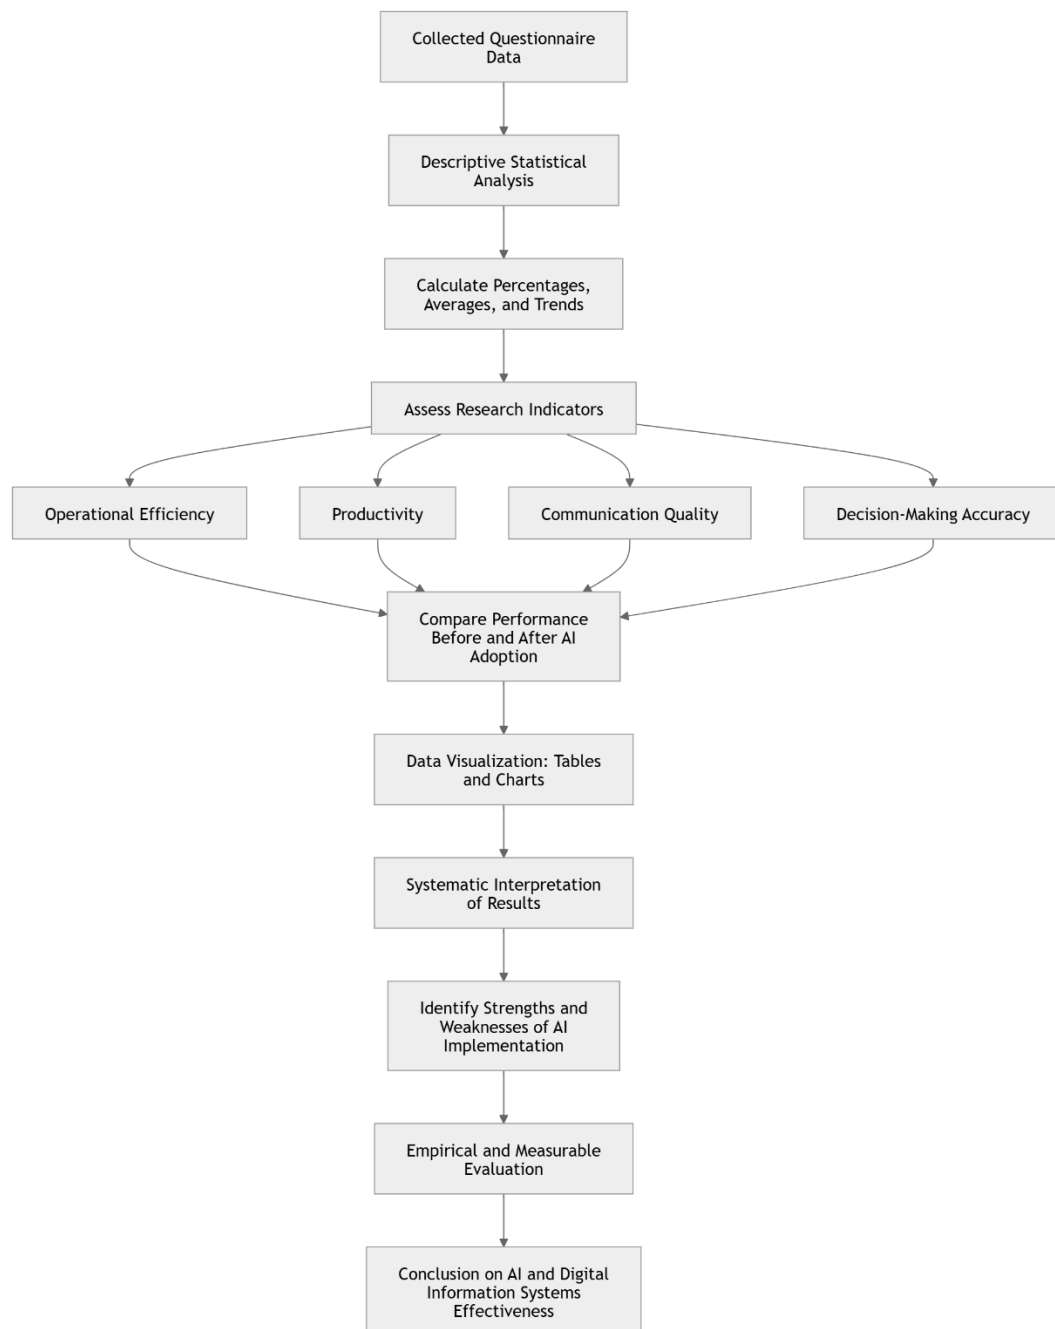 Collected Questionnaire
Data
Descriptive Statistical
Analysis
Calculate Percentages,
Averages, and Trends
Assess Research Indicators
Operational Efficiency
Productivity
Communication Quality
Decision-Making Accuracy
Compare Performance
Before and After AI
Adoption
Data Visualization: Tables
and Charts
Systematic Interpretation
of Results
Identify Strengths and
Weaknesses of AI
Implementation
Empirical and Measurable
Evaluation
Conclusion on AI and Digital
Information Systems
Effectiveness